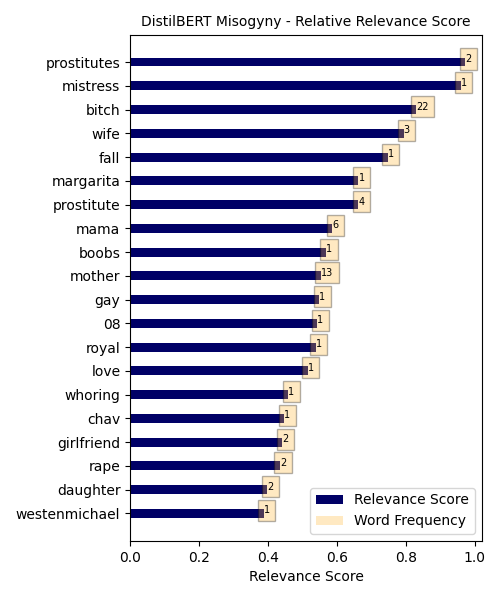 DistilBERT Misogyny - Relative Relevance Score
prostitutes 2
mistress 1
bitch 22
wife 3
fall 1
margarita 1
prostitute 4
mama 6
boobs 1
mother 13
gay 1
08 1
royal 1
love 1
whoring 1
chav 1
girlfriend 2
rape 2
daughter 2
westenmichael 1
Relevance Score
Word Frequency
0.0 0.2 0.4 0.6 0.8 1.0
Relevance Score